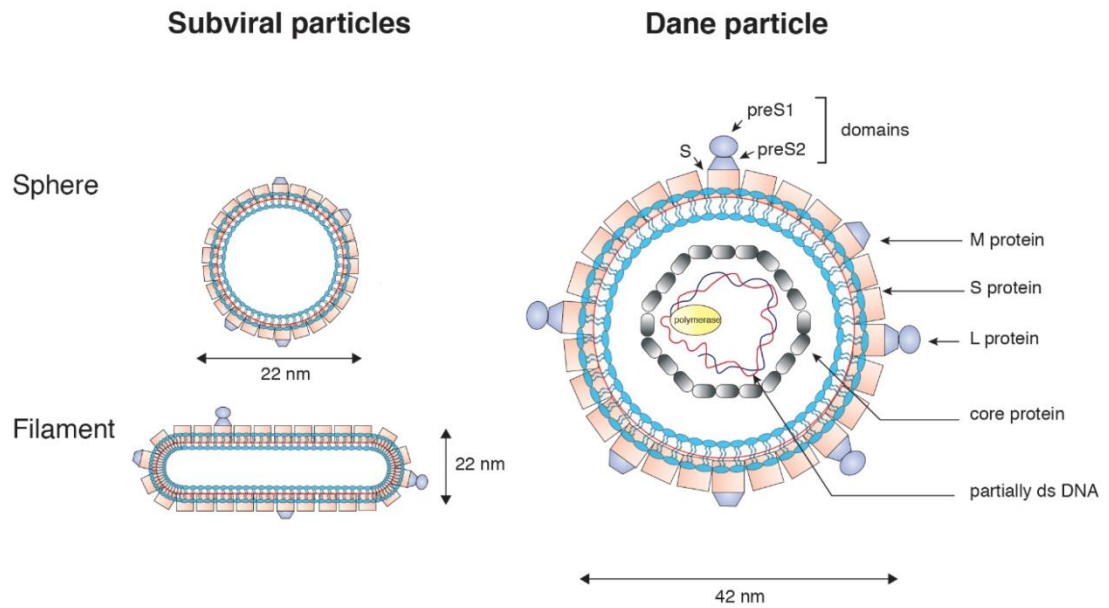 Subviral particles
Dane particle
Sphere
22 nm
Filament
22 nm
preS1
domains
S
preS2
M protein
S protein
L protein
polymerase
core protein
partially ds DNA
42 nm